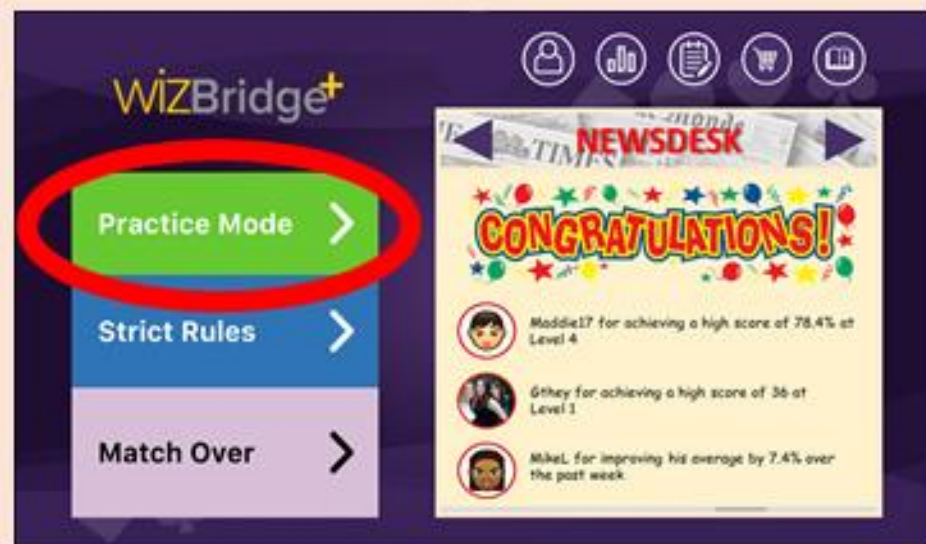 WiZBridge+
Practice Mode
Strict Rules
Match Over
TIMES
NEWSDESK
CONGRATULATIONS!
Maddie17 for achieving a high score of 78.4% at
Level 4
Gthey for achieving a high score of 36 at
Level 1
MikeL for improving his average by 7.4% over
the past week